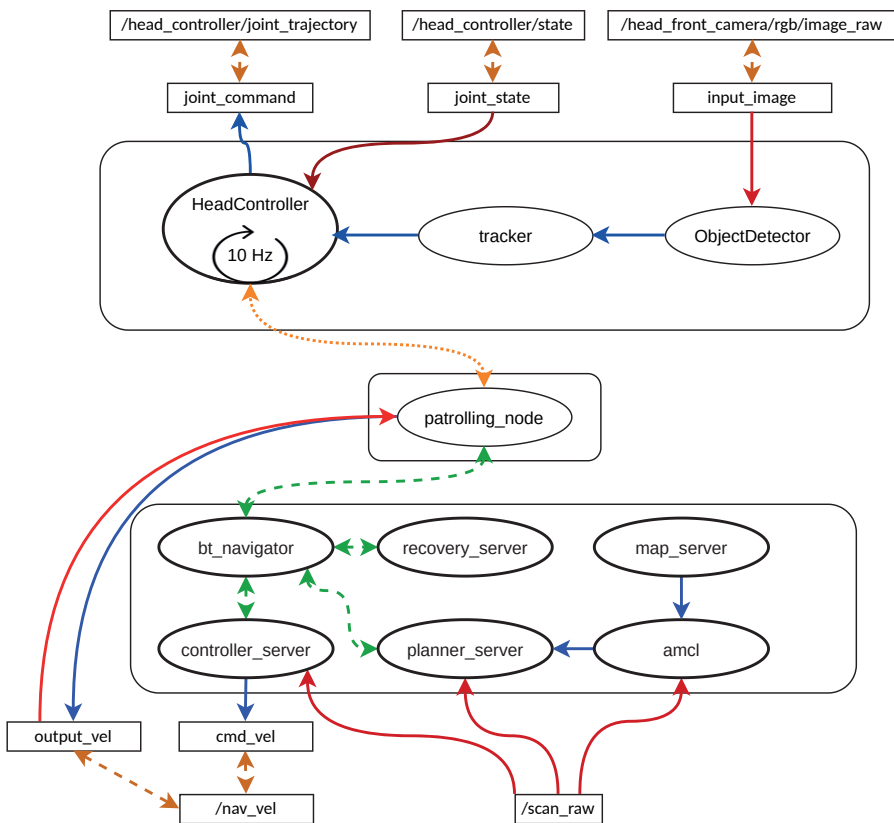 /head_controller/joint_trajectory
/head_controller/state
/head_front_camera/rgb/image_raw
joint_command
joint_state
input_image
HeadController
10 Hz
tracker
ObjectDetector
patrolling_node
bt_navigator
recovery_server
map_server
controller_server
planner_server
amcl
output_vel
cmd_vel
/nav_vel
/scan_raw